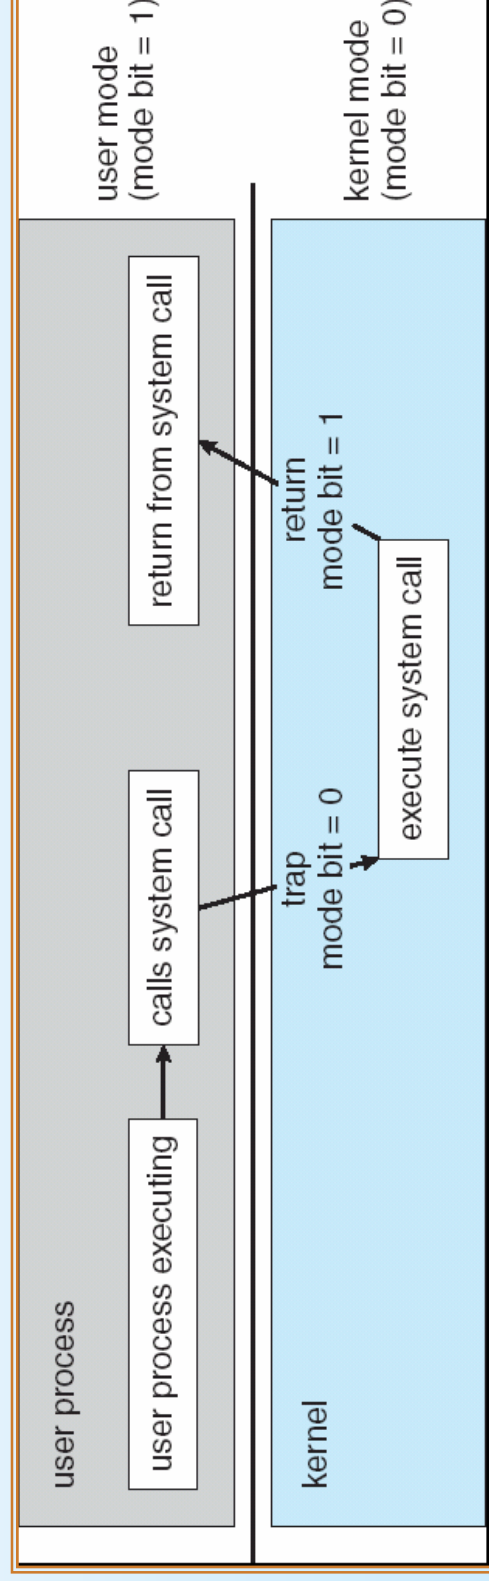 user process
user process executing
calls system call
return from system call
user mode
(mode bit = 1)
trap
mode bit = 0
return
mode bit = 1
kernel
execute system call
kernel mode
(mode bit = 0)